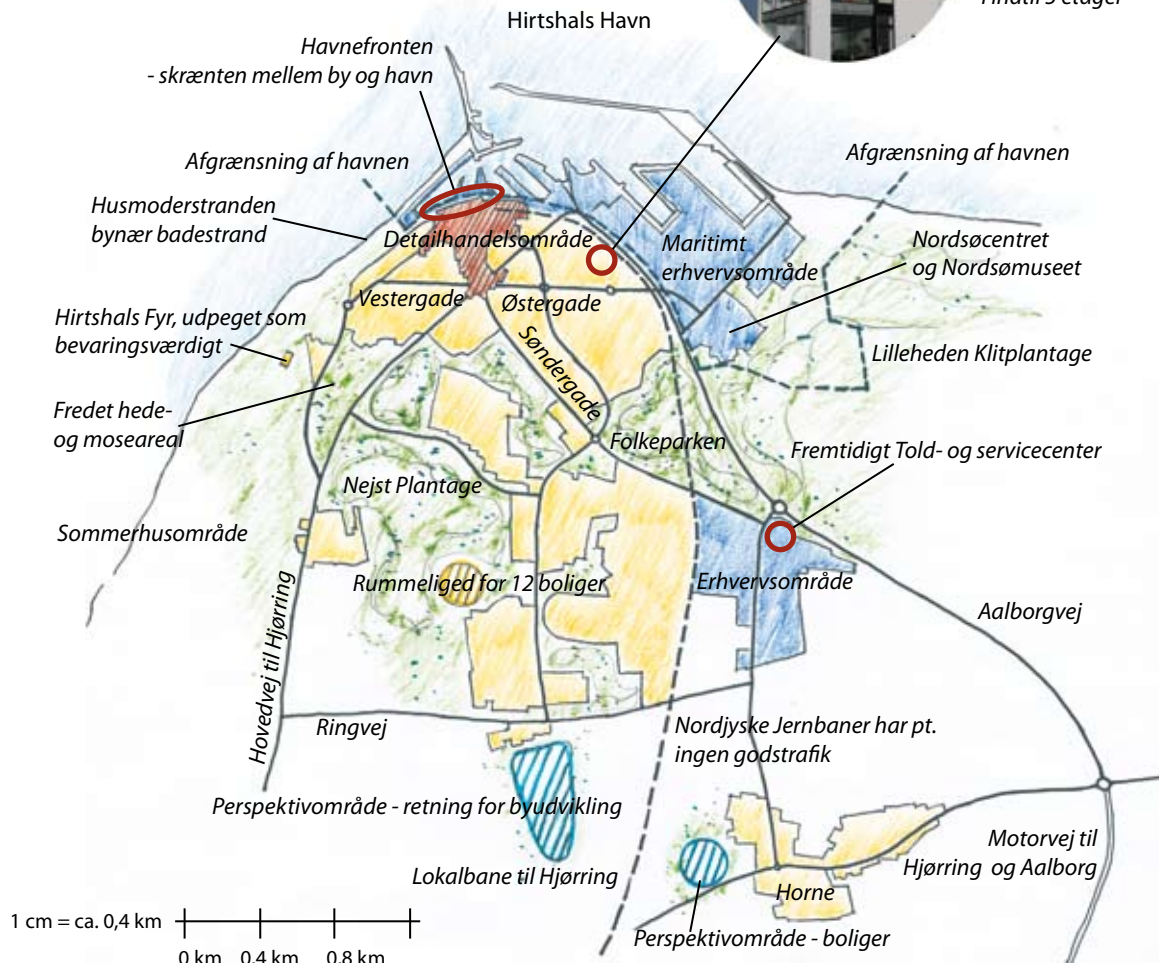 Hirtshals Havn
etager
Havnefronten
- skrænten mellem by og havn
Afgrænsning af havnen
Afgrænsning af havnen
Husmoderstranden
bynær badestrand
Detailhandelsområde
Maritimt
erhvervsområde
Nordsøcentret
og Nordsømuseet
Vestergade
Østergade
Hirtshals Fyr, udpeget som
bevaringsværdigt
Søndergade
Lilleheden Klitplantage
Fredet hede-
og moseareal
Folkeparken
Fremtidigt Told- og servicecenter
Nejst Plantage
Sommerhusområde
Rummeliged for 12 boliger
Erhvervsområde
Aalborgvej
Hovedvej til Hjørring
Ringvej
Nordjyske Jernbaner har pt.
ingen godstrafik
Perspektivområde - retning for byudvikling
Motorvej til
Hjørring og Aalborg
Lokalbane til Hjørring
Horne
1 cm = ca. 0,4 km
Perspektivområde - boliger
0 km 0,4 km 0,8 km